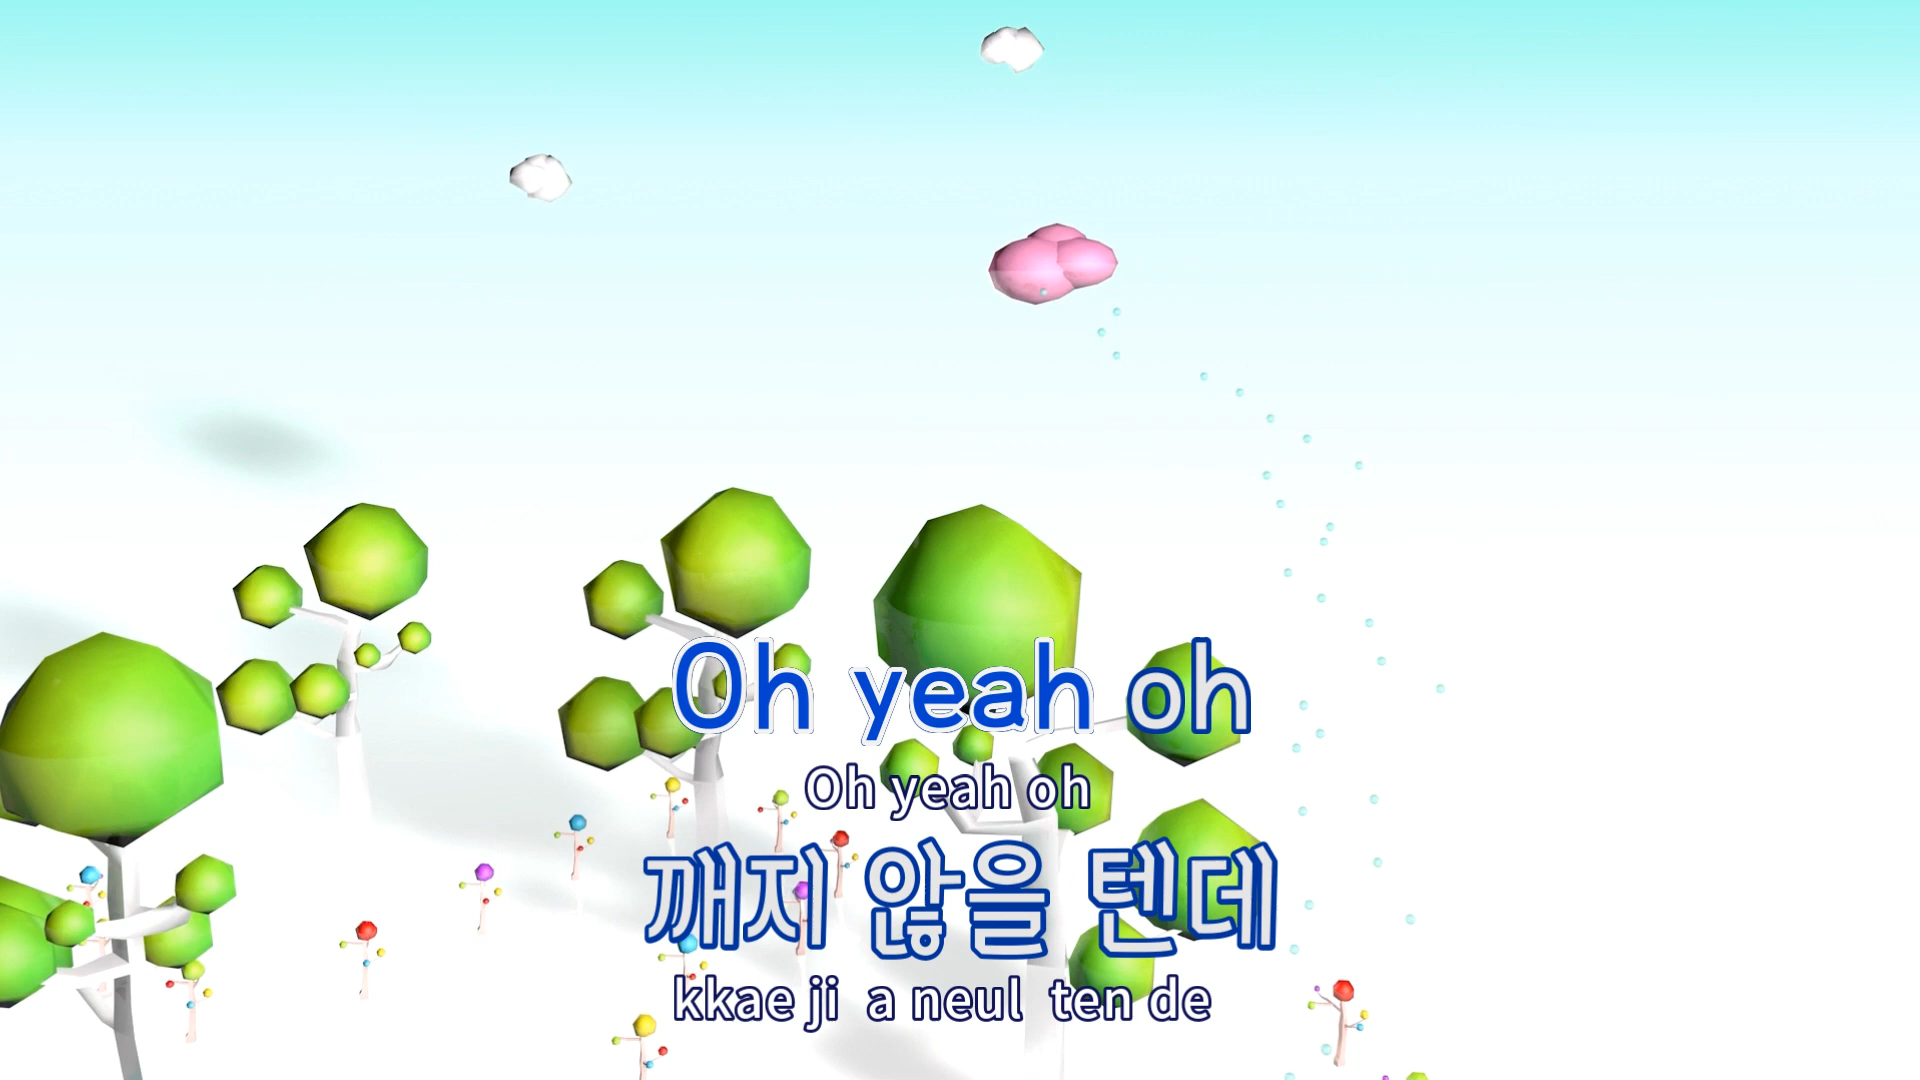 Oh yeah oh
Oh yeah oh
깨지 않을 텐데
kkae ji a neul ten de